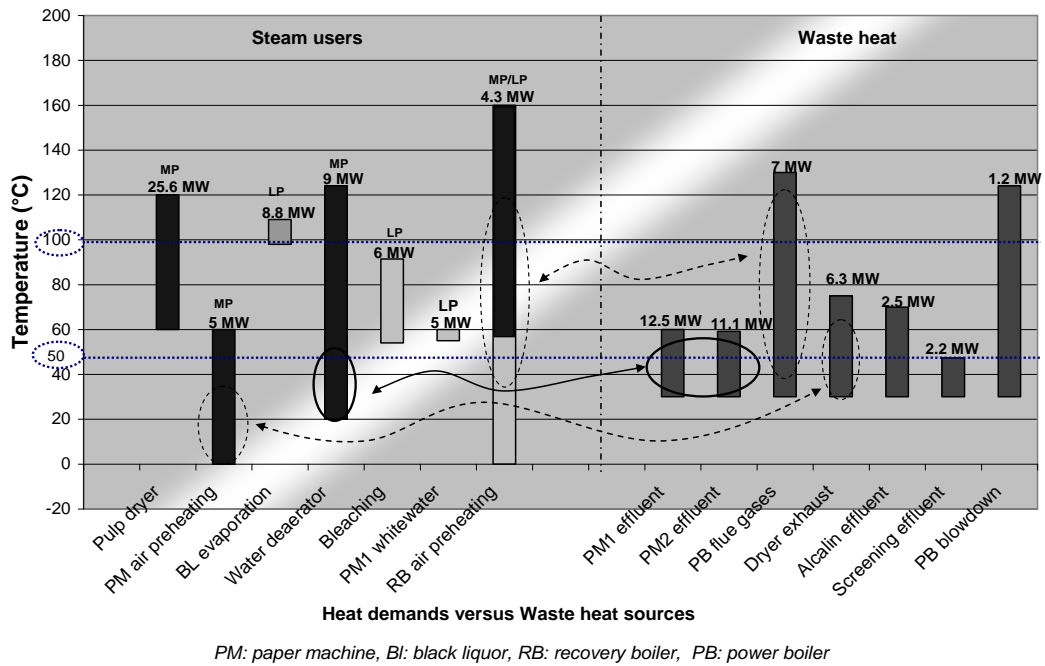 200
180
160
140
120
100
80
60
50
40
20
0
-20
Temperature (°C)
Steam users
Waste heat
MP
25.6 MW
MP
5 MW
LP
8.8 MW
MP
9 MW
LP
6 MW
LP
5 MW
MP/LP
4.3 MW
12.5 MW
11.1 MW
7 MW
6.3 MW
2.5 MW
2.2 MW
1.2 MW
Pulp dryer
PM air preheating
BL evaporation
Water deaerator
Bleaching
PM1 whitewater
RB air preheating
PM1 effluent
PM2 effluent
PB flue gases
Dryer exhaust
Alcalin effluent
Screening effluent
PB blowdown
Heat demands versus Waste heat sources
PM: paper machine, Bl: black liquor, RB: recovery boiler, PB: power boiler